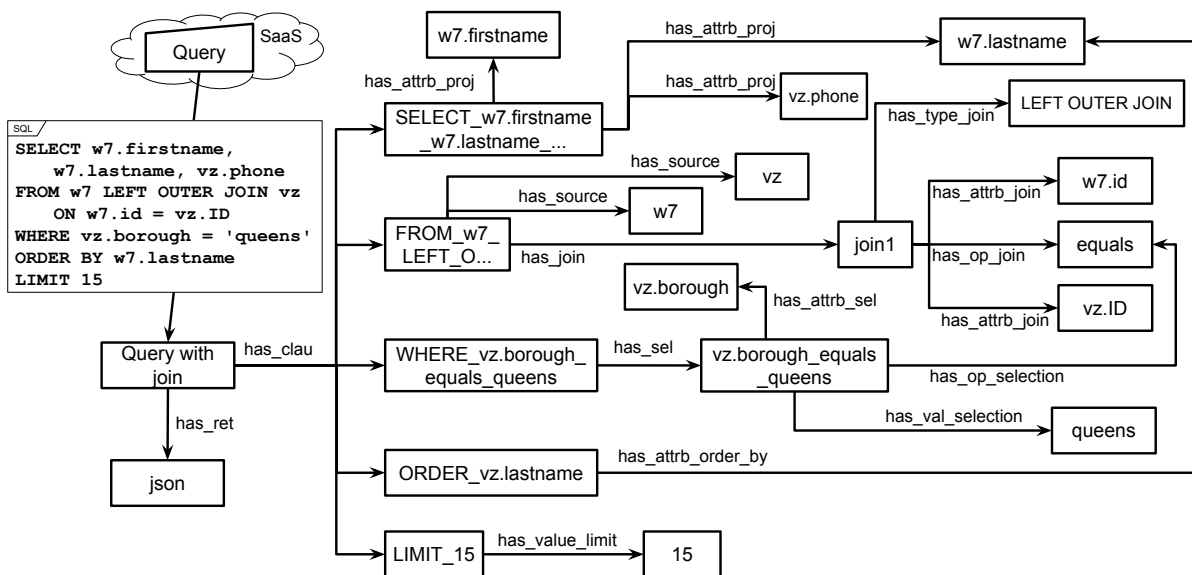 Query
SaaS
SQL
SELECT w7.firstname,
w7.lastname, vz.phone
FROM w7 LEFT OUTER JOIN vz
ON w7.id = vz.ID
WHERE vz.borough = 'queens'
ORDER BY w7.lastname
LIMIT 15
Query with
join
has_ret
json
has_clau
w7.firstname
has_attrb_proj
SELECT_w7.firstname
_w7.lastname_...
has_attrb_proj
w7.lastname
has_attrb_proj
vz.phone
has_source
vz
has_source
w7
FROM_w7_
LEFT_O...
has_join
join1
has_type_join
LEFT OUTER JOIN
has_attrb_join
w7.id
has_op_join
equals
has_attrb_join
vz.ID
vz.borough
has_attrb_sel
WHERE_vz.borough_
equals_queens
has_sel
vz.borough_equals
_queens
has_op_selection
has_val_selection
queens
ORDER_vz.lastname
has_attrb_order_by
LIMIT_15
has_value_limit
15